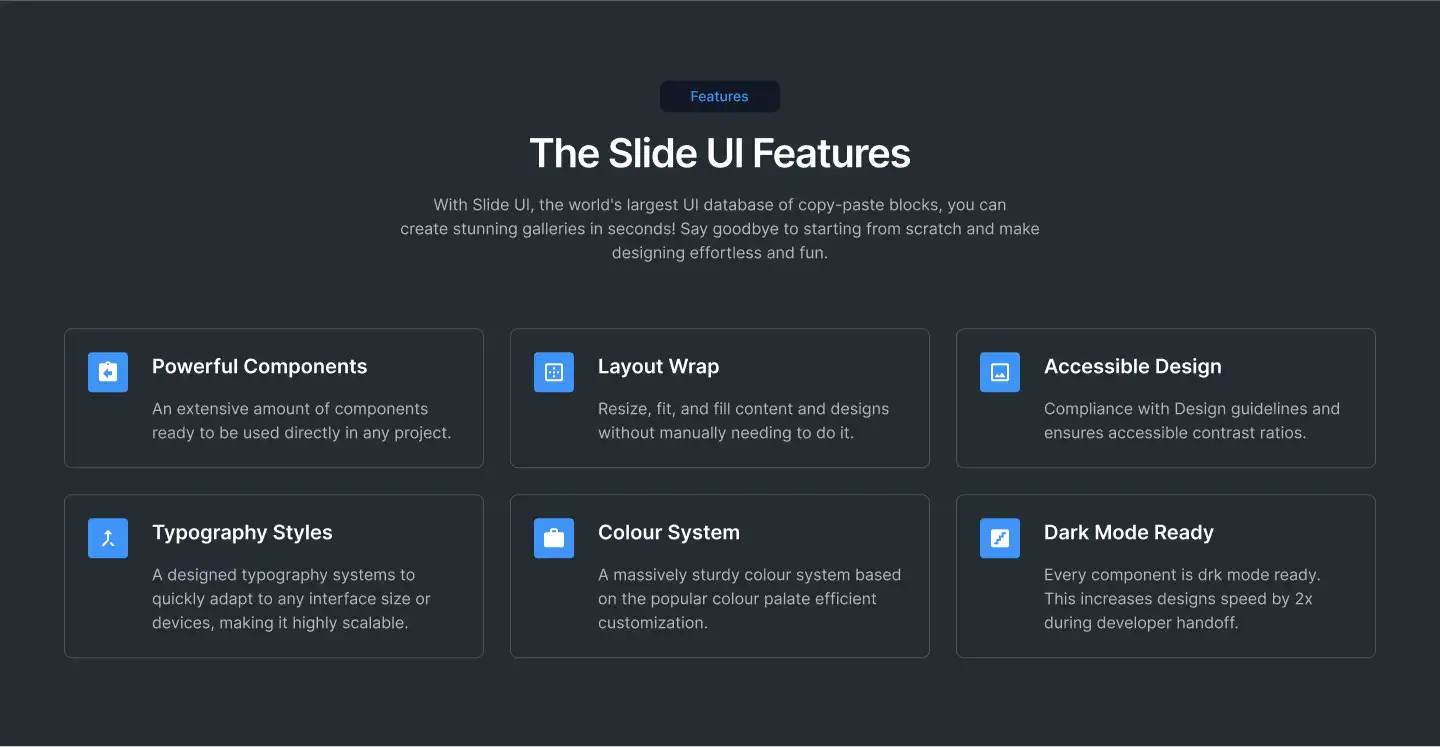 Features
The Slide UI Features
With Slide UI, the world's largest UI database of copy-paste blocks, you can
create stunning galleries in seconds! Say goodbye to starting from scratch and make
designing effortless and fun.
Powerful Components
An extensive amount of components
ready to be used directly in any project.
Layout Wrap
Resize, fit, and fill content and designs
without manually needing to do it.
Accessible Design
Compliance with Design guidelines and
ensures accessible contrast ratios.
Typography Styles
A designed typography systems to
quickly adapt to any interface size or
devices, making it highly scalable.
Colour System
A massively sturdy colour system based
on the popular colour palate efficient
customization.
Dark Mode Ready
Every component is drk mode ready.
This increases designs speed by 2x
during developer handoff.